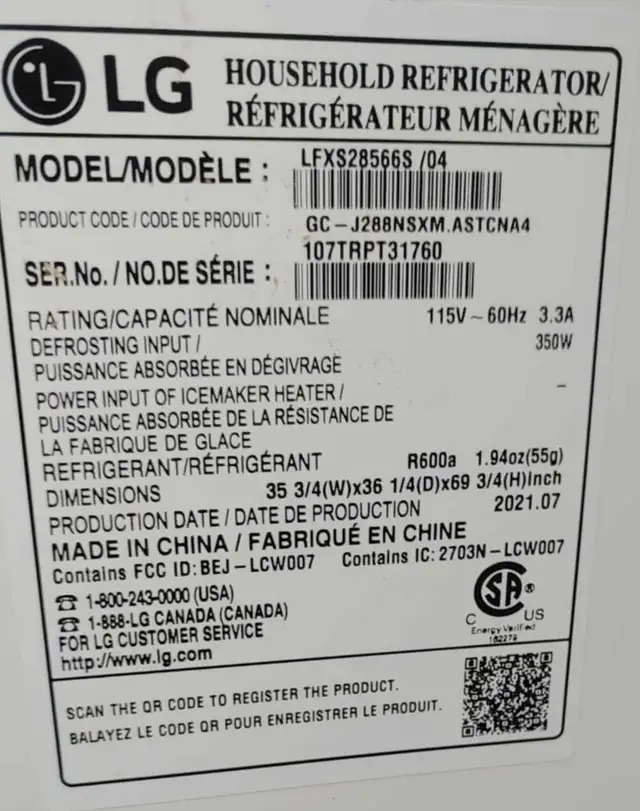 LG
HOUSEHOLD REFRIGERATOR/
RÉFRIGÉRATEUR MÉNAGÈRE
MODEL/MODÈLE : LFXS28566S /04
PRODUCT CODE / CODE DE PRODUIT : GC-J288NSXM.ASTCNA4
SER.No. / NO.DE SÉRIE : 107TRPT31760
RATING/CAPACITÉ NOMINALE 115V ~ 60Hz 3.3A
DEFROSTING INPUT / 350W
PUISSANCE ABSORBÉE EN DÉGIVRAGE
POWER INPUT OF ICEMAKER HEATER / –
PUISSANCE ABSORBÉE DE LA RÉSISTANCE DE
LA FABRIQUE DE GLACE
REFRIGERANT/RÉFRIGÉRANT R600a 1.94oz(55g)
DIMENSIONS 35 3/4(W)x36 1/4(D)x69 3/4(H)Inch
PRODUCTION DATE / DATE DE PRODUCTION 2021.07
MADE IN CHINA / FABRIQUÉ EN CHINE
Contains FCC ID: BEJ-LCW007 Contains IC: 2703N-LCW007
☎ 1-800-243-0000 (USA)
☎ 1-888-LG CANADA (CANADA)
FOR LG CUSTOMER SERVICE
http://www.lg.com
SA ®
C US
Energy Verified
162279
SCAN THE QR CODE TO REGISTER THE PRODUCT.
BALAYEZ LE CODE QR POUR ENREGISTRER LE PRODUIT.